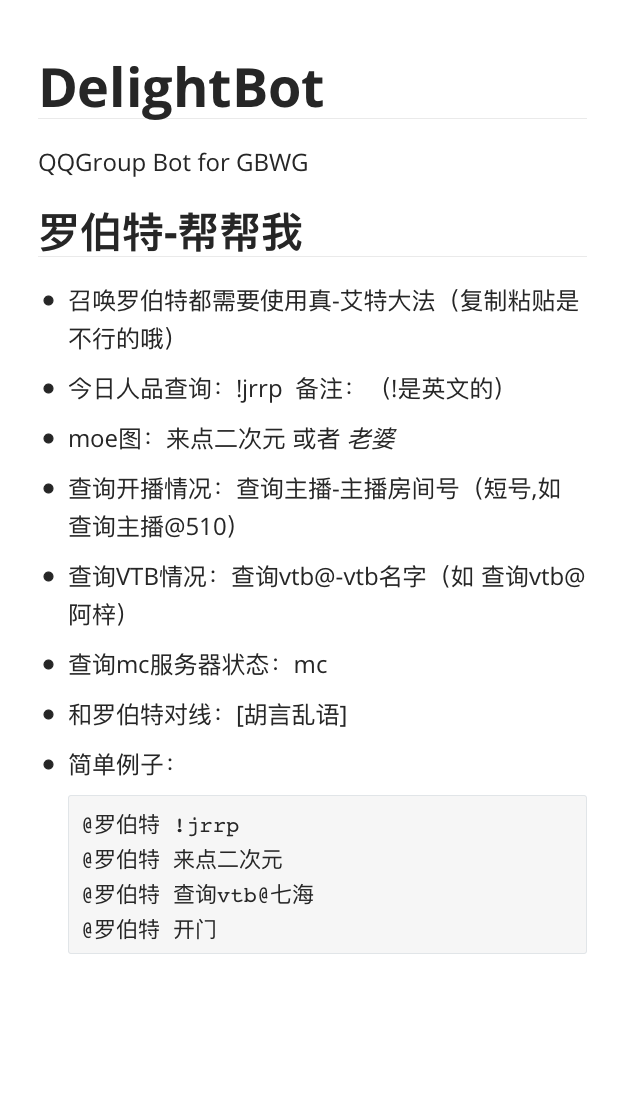 DelightBot
QQGroup Bot for GBWG
罗伯特-帮帮我
召唤罗伯特都需要使用真-艾特大法（复制粘贴是
不行的哦）
今日人品查询：!jrrp 备注：（!是英文的）
moe图：来点二次元 或者 老婆
查询开播情况：查询主播-主播房间号（短号,如
查询主播@510）
查询VTB情况：查询vtb@-vtb名字（如 查询vtb@
阿梓）
查询mc服务器状态：mc
和罗伯特对线：[胡言乱语]
简单例子：
@罗伯特 !jrrp
@罗伯特 来点二次元
@罗伯特 查询vtb@七海
@罗伯特 开门